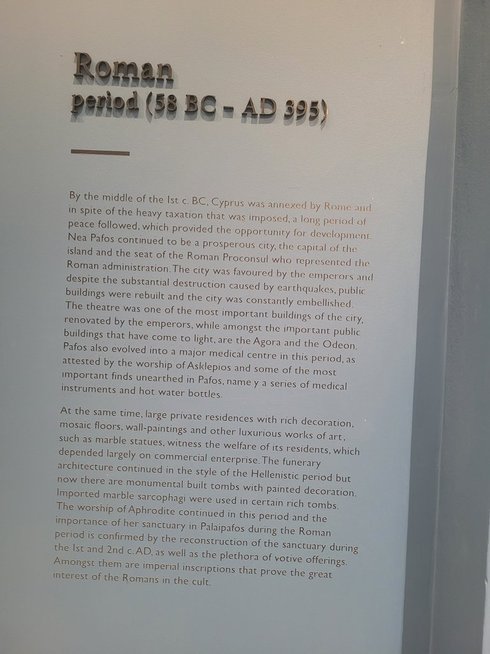 Roman
period (58 BC – AD 395)
By the middle of the 1st c. BC, Cyprus was annexed by Rome and
in spite of the heavy taxation that was imposed, a long period of
peace followed, which provided the opportunity for development.
Nea Pafos continued to be a prosperous city, the capital of the
island and the seat of the Roman Proconsul who represented the
Roman administration. The city was favoured by the emperors and
despite the substantial destruction caused by earthquakes, public
buildings were rebuilt and the city was constantly embellished.
The theatre was one of the most important buildings of the city,
renovated by the emperors, while amongst the important public
buildings that have come to light, are the Agora and the Odeon.
Pafos also evolved into a major medical centre in this period, as
attested by the worship of Asklepios and some of the most
important finds unearthed in Pafos, name y a series of medical
instruments and hot water bottles.
At the same time, large private residences with rich decoration,
mosaic floors, wall-paintings and other luxurious works of art,
such as marble statues, witness the welfare of its residents, which
depended largely on commercial enterprise. The funerary
architecture continued in the style of the Hellenistic period but
now there are monumental built tombs with painted decoration.
Imported marble sarcophagi were used in certain rich tombs.
The worship of Aphrodite continued in this period and the
importance of her sanctuary in Palaipafos during the Roman
period is confirmed by the reconstruction of the sanctuary during
the 1st and 2nd c. AD, as well as the plethora of votive offerings.
Amongst them are imperial inscriptions that prove the great
interest of the Romans in the cult.